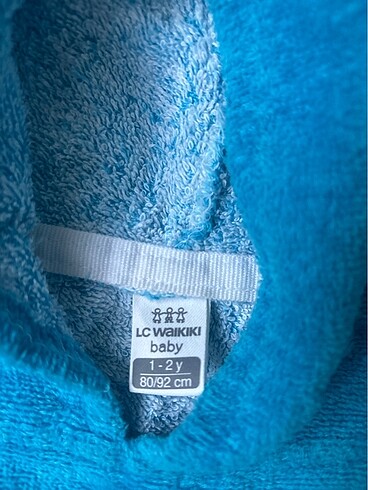 LC WAIKIKI
baby
1 - 2 y
80/92 cm